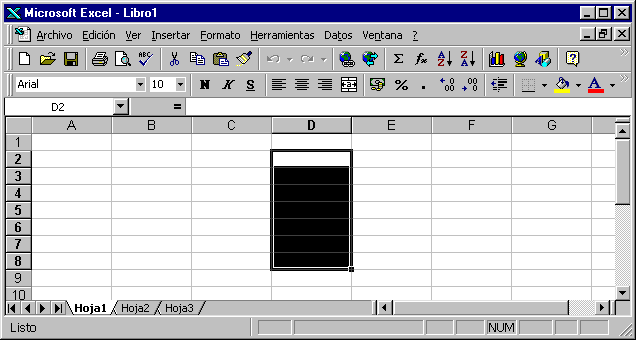 Microsoft Excel - Libro1
Archivo Edición Ver Insertar Formato Herramientas Datos Ventana ?
Arial 10 N K S
D2 =
A B C D E F G
1
2
3
4
5
6
7
8
9
10
Hoja1 Hoja2 Hoja3
Listo NUM